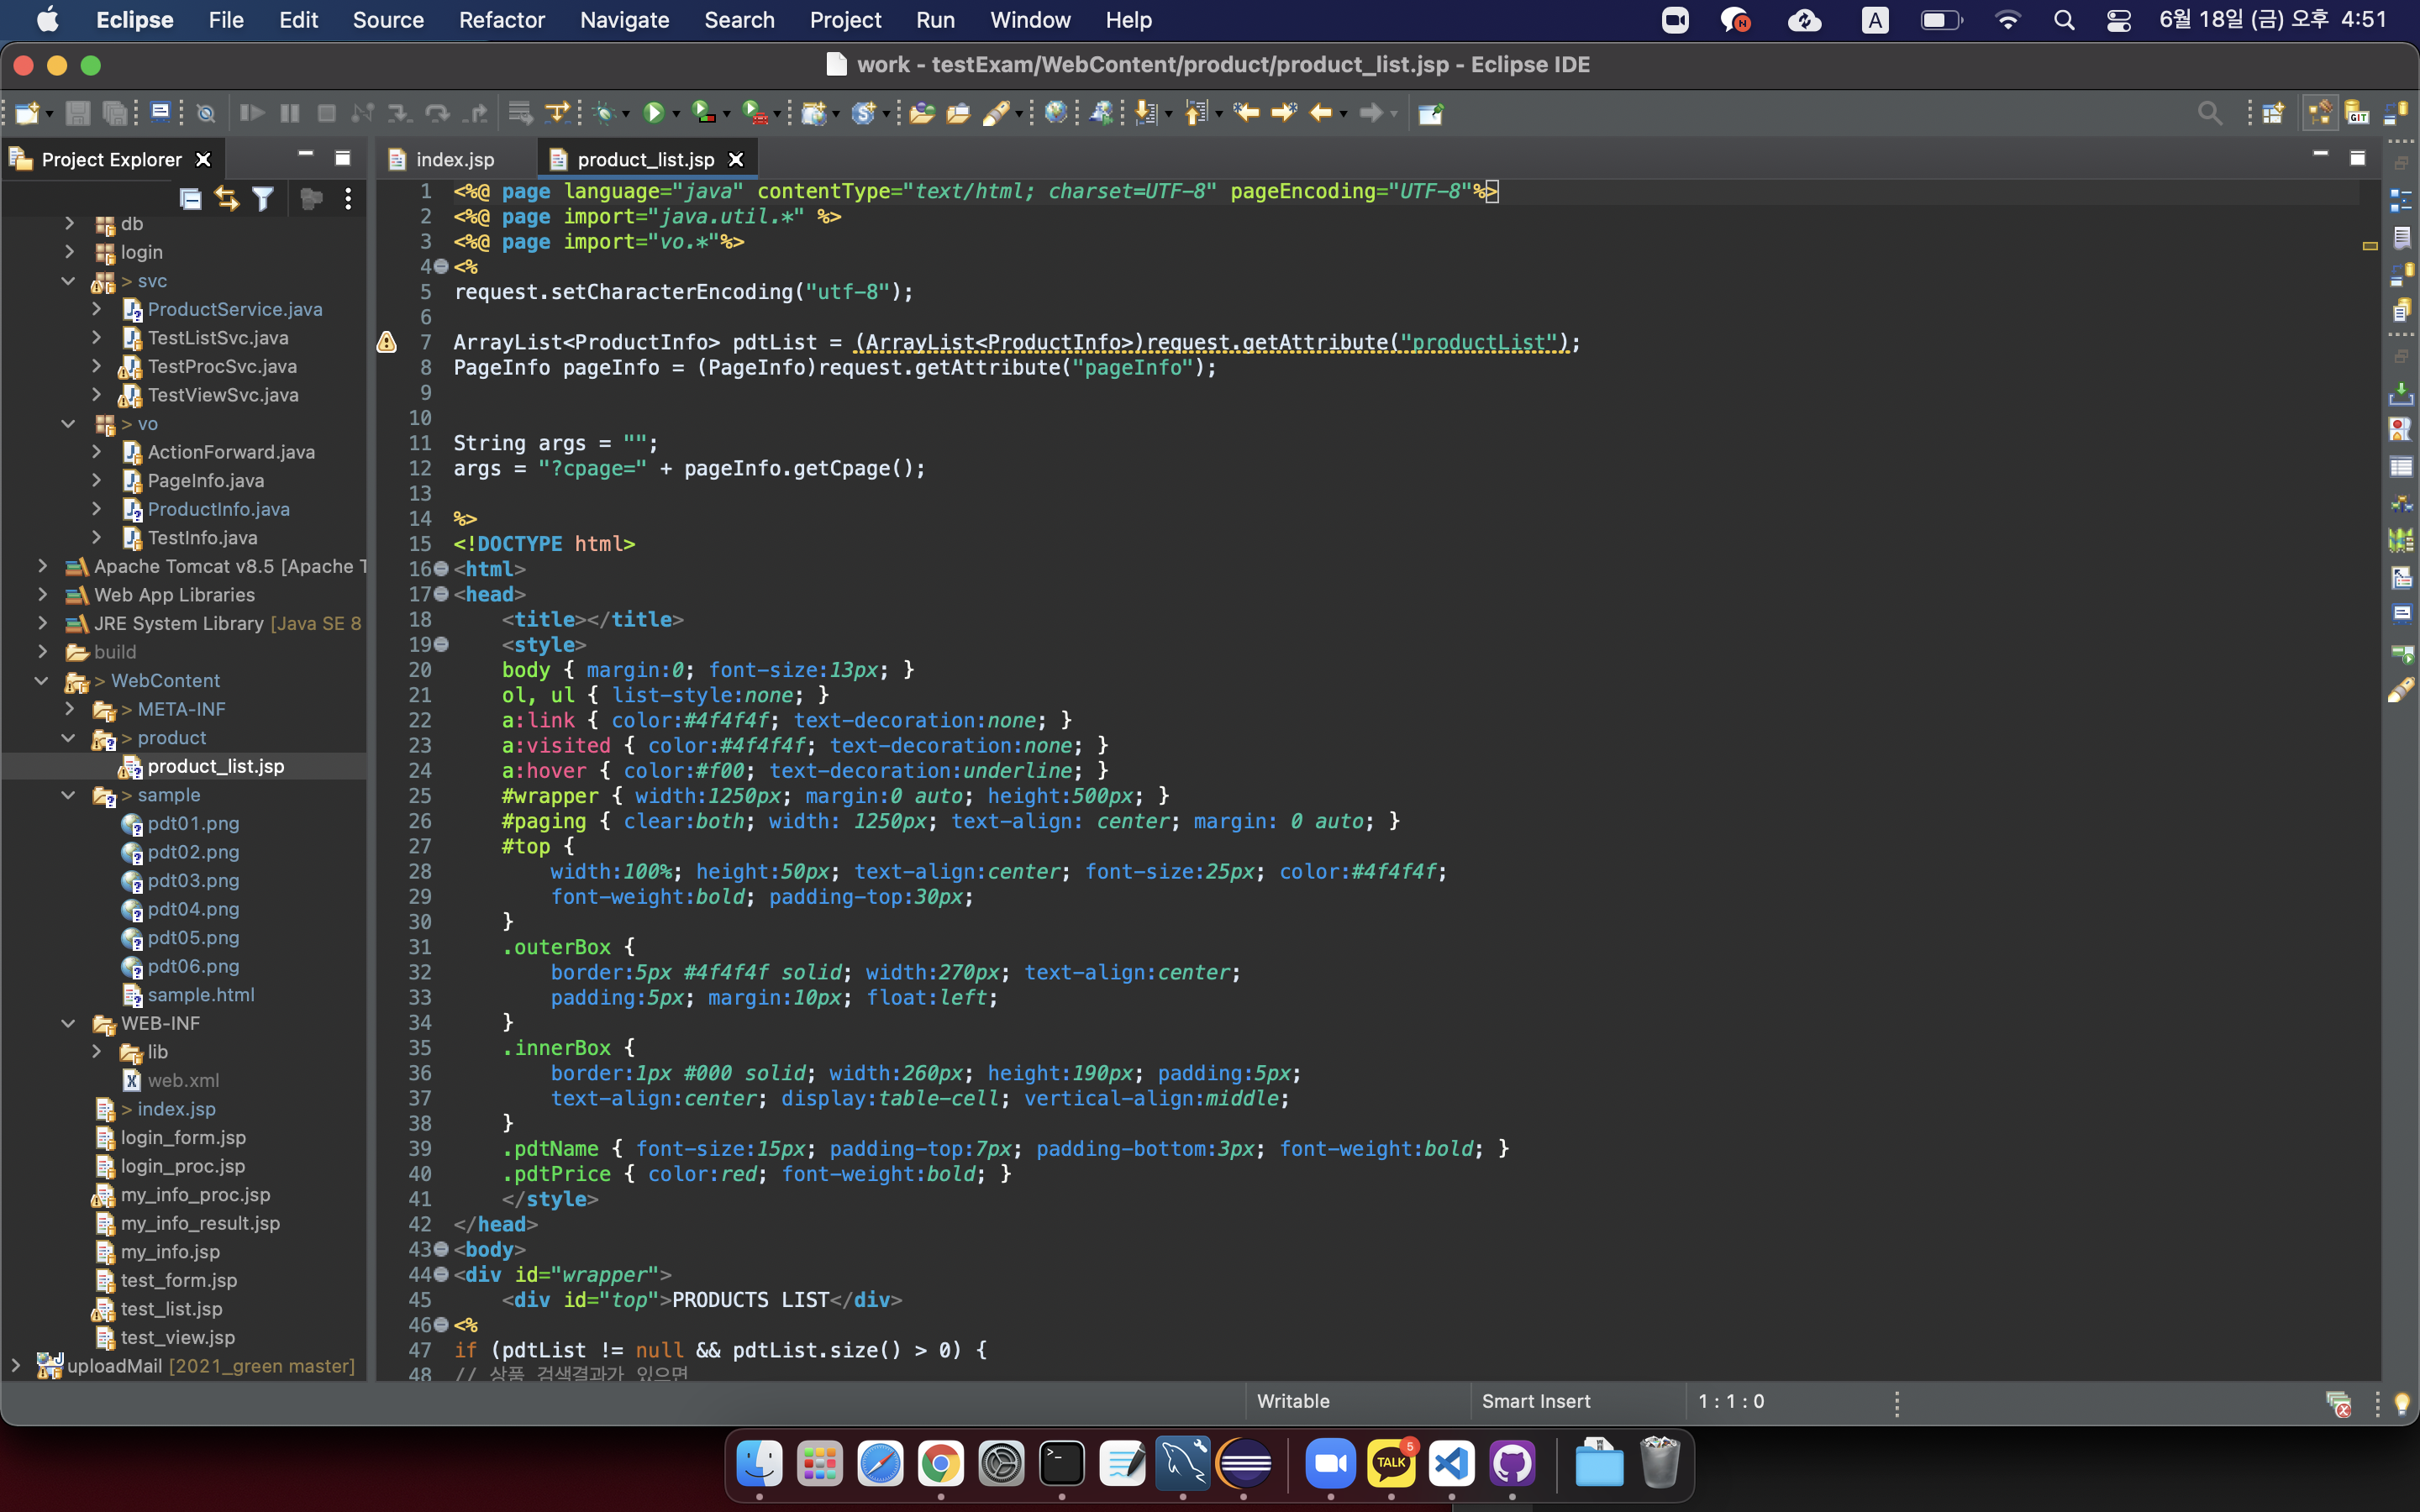 Eclipse File Edit Source Refactor Navigate Search Project Run Window Help
A 6월 18일 (금) 오후 4:51
work - testExam/WebContent/product/product_list.jsp - Eclipse IDE
GIT
Project Explorer
index.jsp
product_list.jsp
db
login
> svc
ProductService.java
TestListSvc.java
TestProcSvc.java
TestViewSvc.java
> vo
ActionForward.java
PageInfo.java
ProductInfo.java
TestInfo.java
Apache Tomcat v8.5 [Apache T
Web App Libraries
JRE System Library [Java SE 8
build
> WebContent
> META-INF
> product
product_list.jsp
> sample
pdt01.png
pdt02.png
pdt03.png
pdt04.png
pdt05.png
pdt06.png
sample.html
WEB-INF
lib
web.xml
> index.jsp
login_form.jsp
login_proc.jsp
my_info_proc.jsp
my_info_result.jsp
my_info.jsp
test_form.jsp
test_list.jsp
test_view.jsp
uploadMail [2021_green master]
1 <%@ page language="java" contentType="text/html; charset=UTF-8" pageEncoding="UTF-8"%>
2 <%@ page import="java.util.*" %>
3 <%@ page import="vo.*"%>
4 <%
5 request.setCharacterEncoding("utf-8");
6
7 ArrayList<ProductInfo> pdtList = (ArrayList<ProductInfo>)request.getAttribute("productList");
8 PageInfo pageInfo = (PageInfo)request.getAttribute("pageInfo");
9
10
11 String args = "";
12 args = "?cpage=" + pageInfo.getCpage();
13
14 %>
15 <!DOCTYPE html>
16 <html>
17 <head>
18 <title></title>
19 <style>
20 body { margin:0; font-size:13px; }
21 ol, ul { list-style:none; }
22 a:link { color:#4f4f4f; text-decoration:none; }
23 a:visited { color:#4f4f4f; text-decoration:none; }
24 a:hover { color:#f00; text-decoration:underline; }
25 #wrapper { width:1250px; margin:0 auto; height:500px; }
26 #paging { clear:both; width: 1250px; text-align: center; margin: 0 auto; }
27 #top {
28 width:100%; height:50px; text-align:center; font-size:25px; color:#4f4f4f;
29 font-weight:bold; padding-top:30px;
30 }
31 .outerBox {
32 border:5px #4f4f4f solid; width:270px; text-align:center;
33 padding:5px; margin:10px; float:left;
34 }
35 .innerBox {
36 border:1px #000 solid; width:260px; height:190px; padding:5px;
37 text-align:center; display:table-cell; vertical-align:middle;
38 }
39 .pdtName { font-size:15px; padding-top:7px; padding-bottom:3px; font-weight:bold; }
40 .pdtPrice { color:red; font-weight:bold; }
41 </style>
42 </head>
43 <body>
44 <div id="wrapper">
45 <div id="top">PRODUCTS LIST</div>
46 <%
47 if (pdtList != null && pdtList.size() > 0) {
48 // 상품 검색결과가 있으면
Writable
Smart Insert
1 : 1 : 0
TALK
5